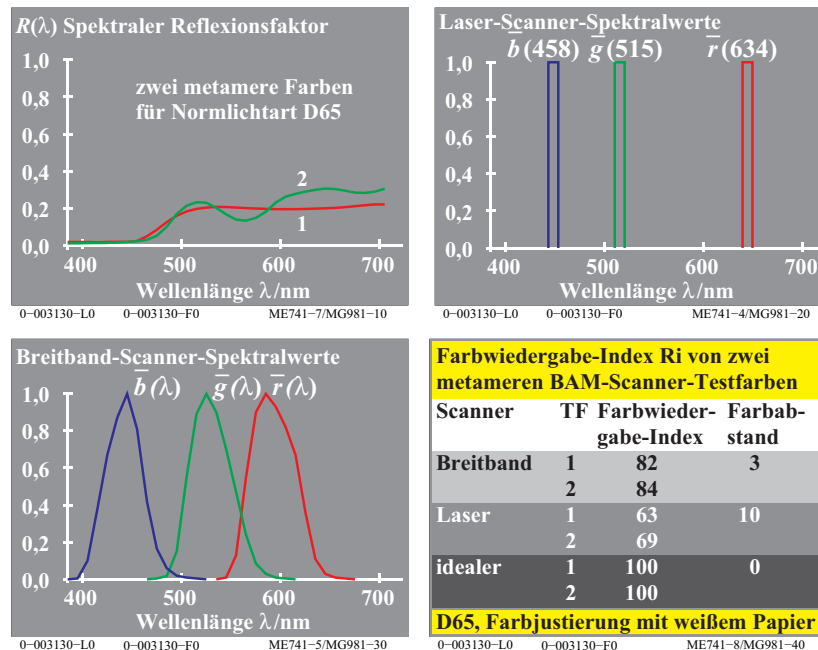 R(λ) Spektraler Reflexionsfaktor
1,0
zwei metamere Farben
0,8
für Normlichtart D65
0,6
0,4
2
0,2
1
0,0
400 500 600 700
Wellenlänge λ/nm
0-003130-L0 0-003130-F0 ME741-7/MG981-10
Laser-Scanner-Spektralwerte
b̅(458) g̅(515) r̅(634)
1,0
0,8
0,6
0,4
0,2
0,0
400 500 600 700
Wellenlänge λ/nm
0-003130-L0 0-003130-F0 ME741-4/MG981-20
Breitband-Scanner-Spektralwerte
b̅(λ) g̅(λ) r̅(λ)
1,0
0,8
0,6
0,4
0,2
0,0
400 500 600 700
Wellenlänge λ/nm
0-003130-L0 0-003130-F0 ME741-5/MG981-30
Farbwiedergabe-Index Ri von zwei
metameren BAM-Scanner-Testfarben
Scanner TF Farbwieder- Farbab-
gabe-Index stand
Breitband 1 82 3
2 84
Laser 1 63 10
2 69
idealer 1 100 0
2 100
D65, Farbjustierung mit weißem Papier
0-003130-L0 0-003130-F0 ME741-8/MG981-40